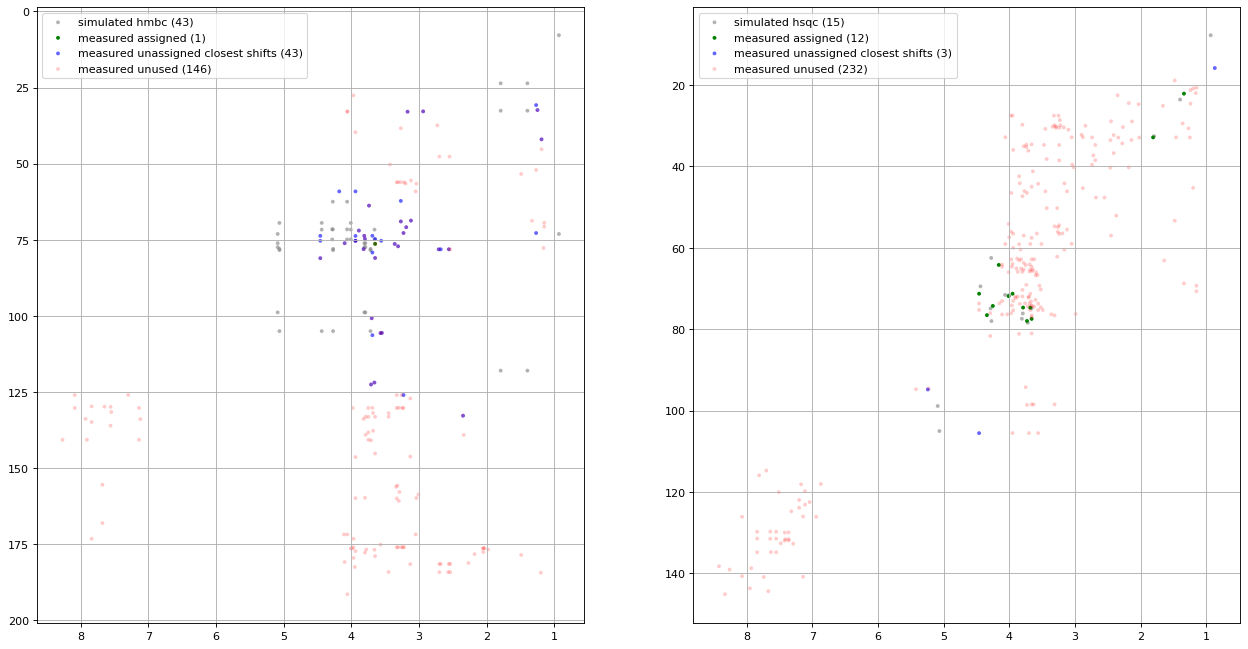 simulated hmbc (43)
measured assigned (1)
measured unassigned closest shifts (43)
measured unused (146)
0
25
50
75
100
125
150
175
200
8 7 6 5 4 3 2 1
simulated hsqc (15)
measured assigned (12)
measured unassigned closest shifts (3)
measured unused (232)
20
40
60
80
100
120
140
8 7 6 5 4 3 2 1